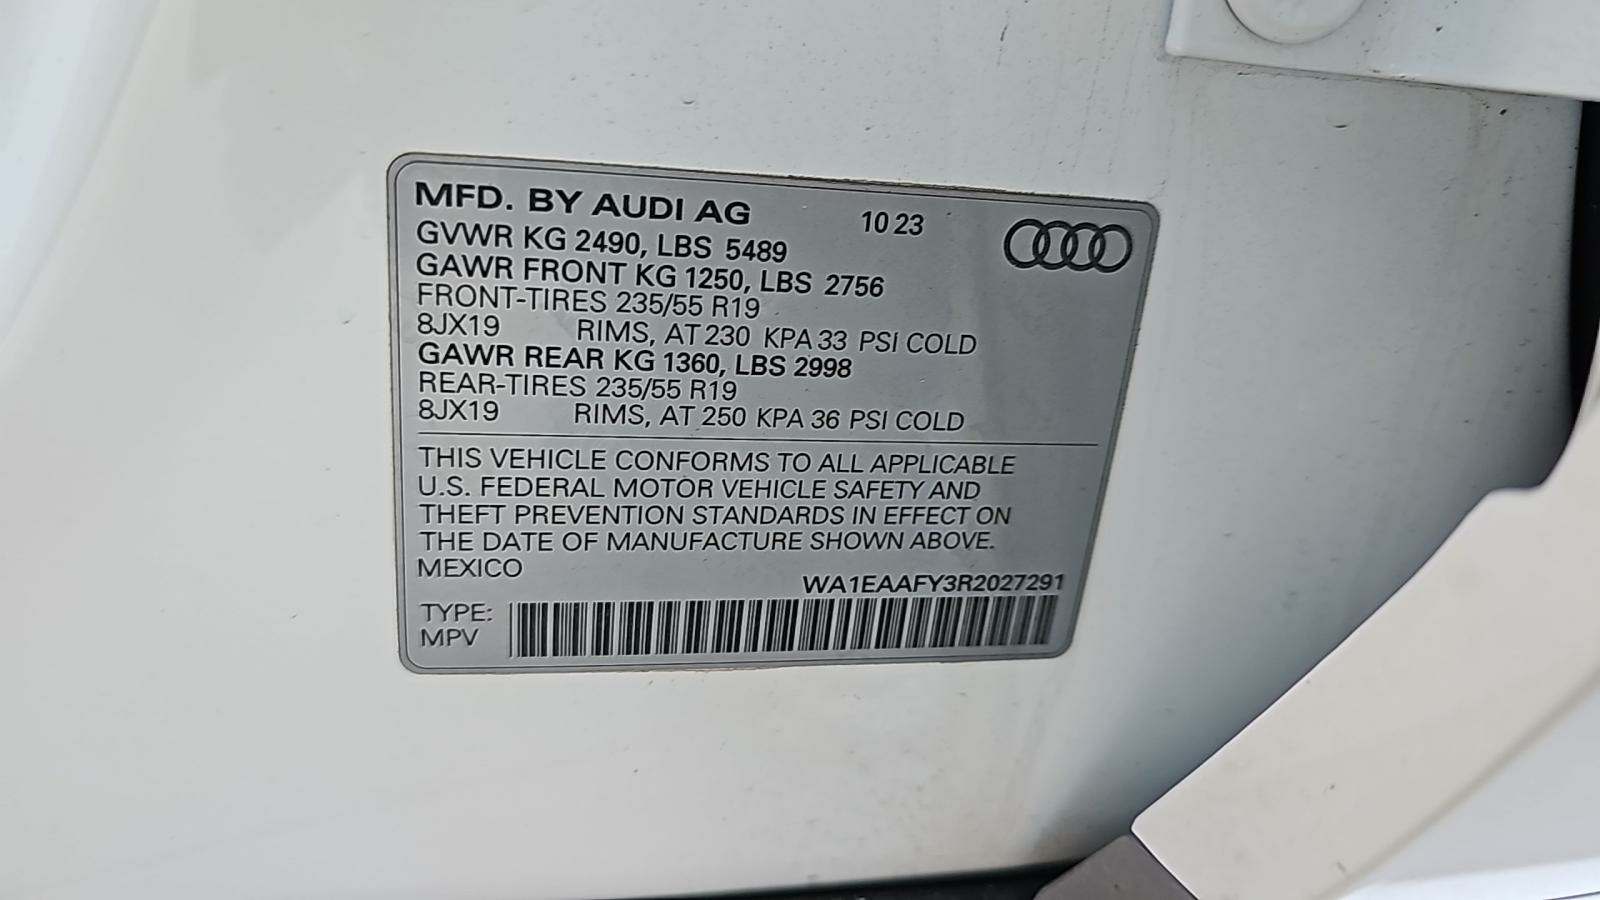 MFD. BY AUDI AG 10 23
GVWR KG 2490, LBS 5489
GAWR FRONT KG 1250, LBS 2756
FRONT-TIRES 235/55 R19
8JX19 RIMS, AT 230 KPA 33 PSI COLD
GAWR REAR KG 1360, LBS 2998
REAR-TIRES 235/55 R19
8JX19 RIMS, AT 250 KPA 36 PSI COLD
THIS VEHICLE CONFORMS TO ALL APPLICABLE
U.S. FEDERAL MOTOR VEHICLE SAFETY AND
THEFT PREVENTION STANDARDS IN EFFECT ON
THE DATE OF MANUFACTURE SHOWN ABOVE.
MEXICO
WA1EAAFY3R2027291
TYPE:
MPV